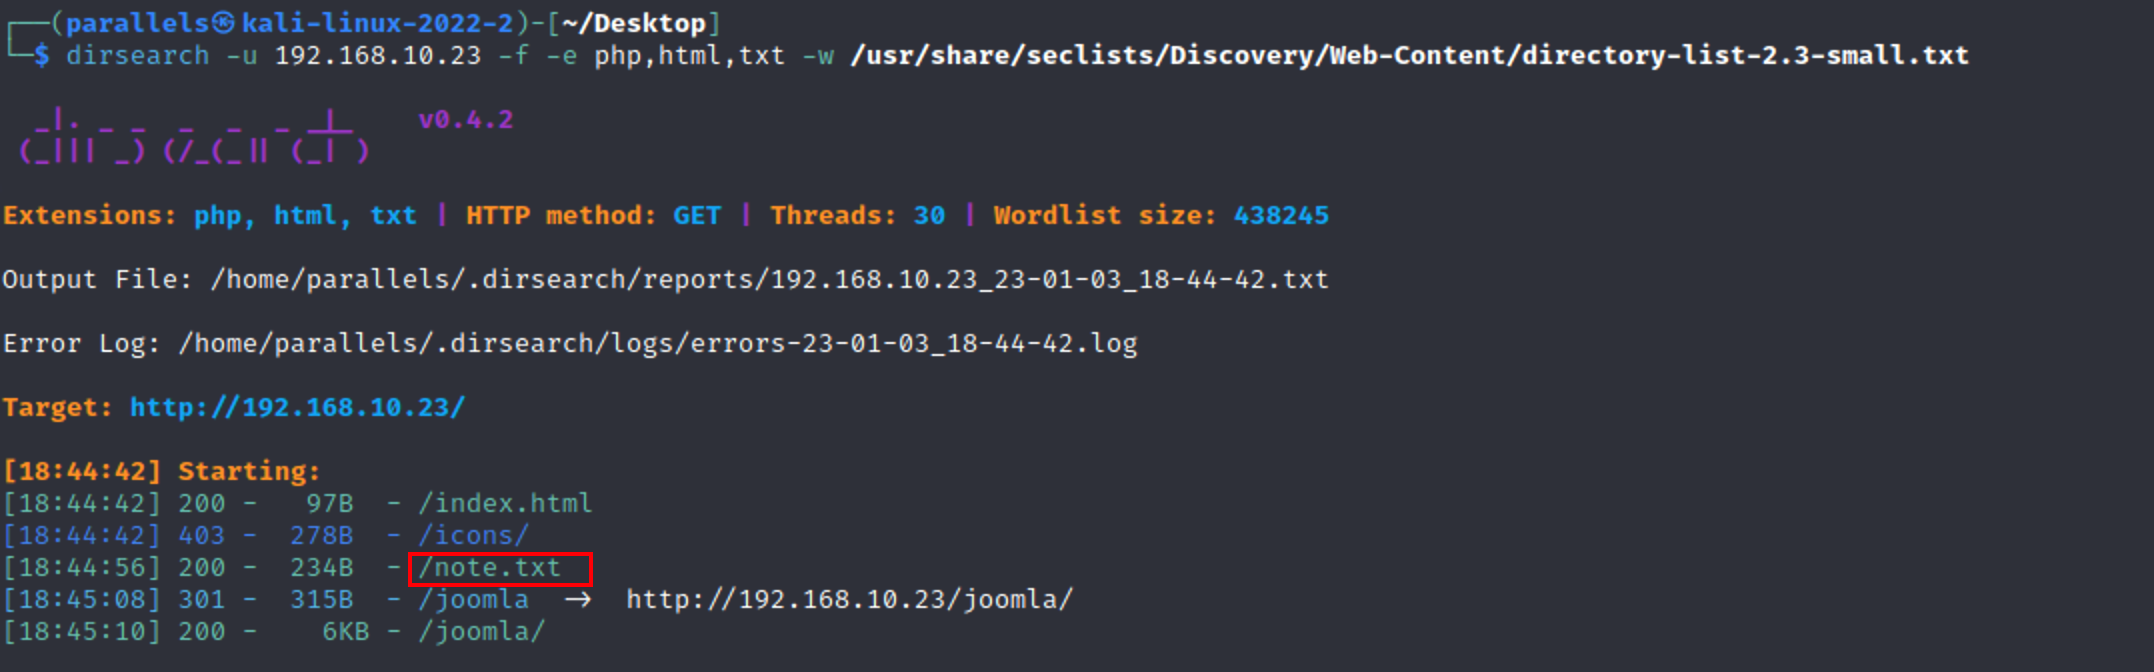 ┌──(parallels㉿kali-linux-2022-2)-[~/Desktop]
└─$ dirsearch -u 192.168.10.23 -f -e php,html,txt -w /usr/share/seclists/Discovery/Web-Content/directory-list-2.3-small.txt
v0.4.2
Extensions: php, html, txt | HTTP method: GET | Threads: 30 | Wordlist size: 438245
Output File: /home/parallels/.dirsearch/reports/192.168.10.23_23-01-03_18-44-42.txt
Error Log: /home/parallels/.dirsearch/logs/errors-23-01-03_18-44-42.log
Target: http://192.168.10.23/
[18:44:42] Starting:
[18:44:42] 200 -   97B  - /index.html
[18:44:42] 403 -  278B  - /icons/
[18:44:56] 200 -  234B  - /note.txt
[18:45:08] 301 -  315B  - /joomla  →  http://192.168.10.23/joomla/
[18:45:10] 200 -    6KB - /joomla/